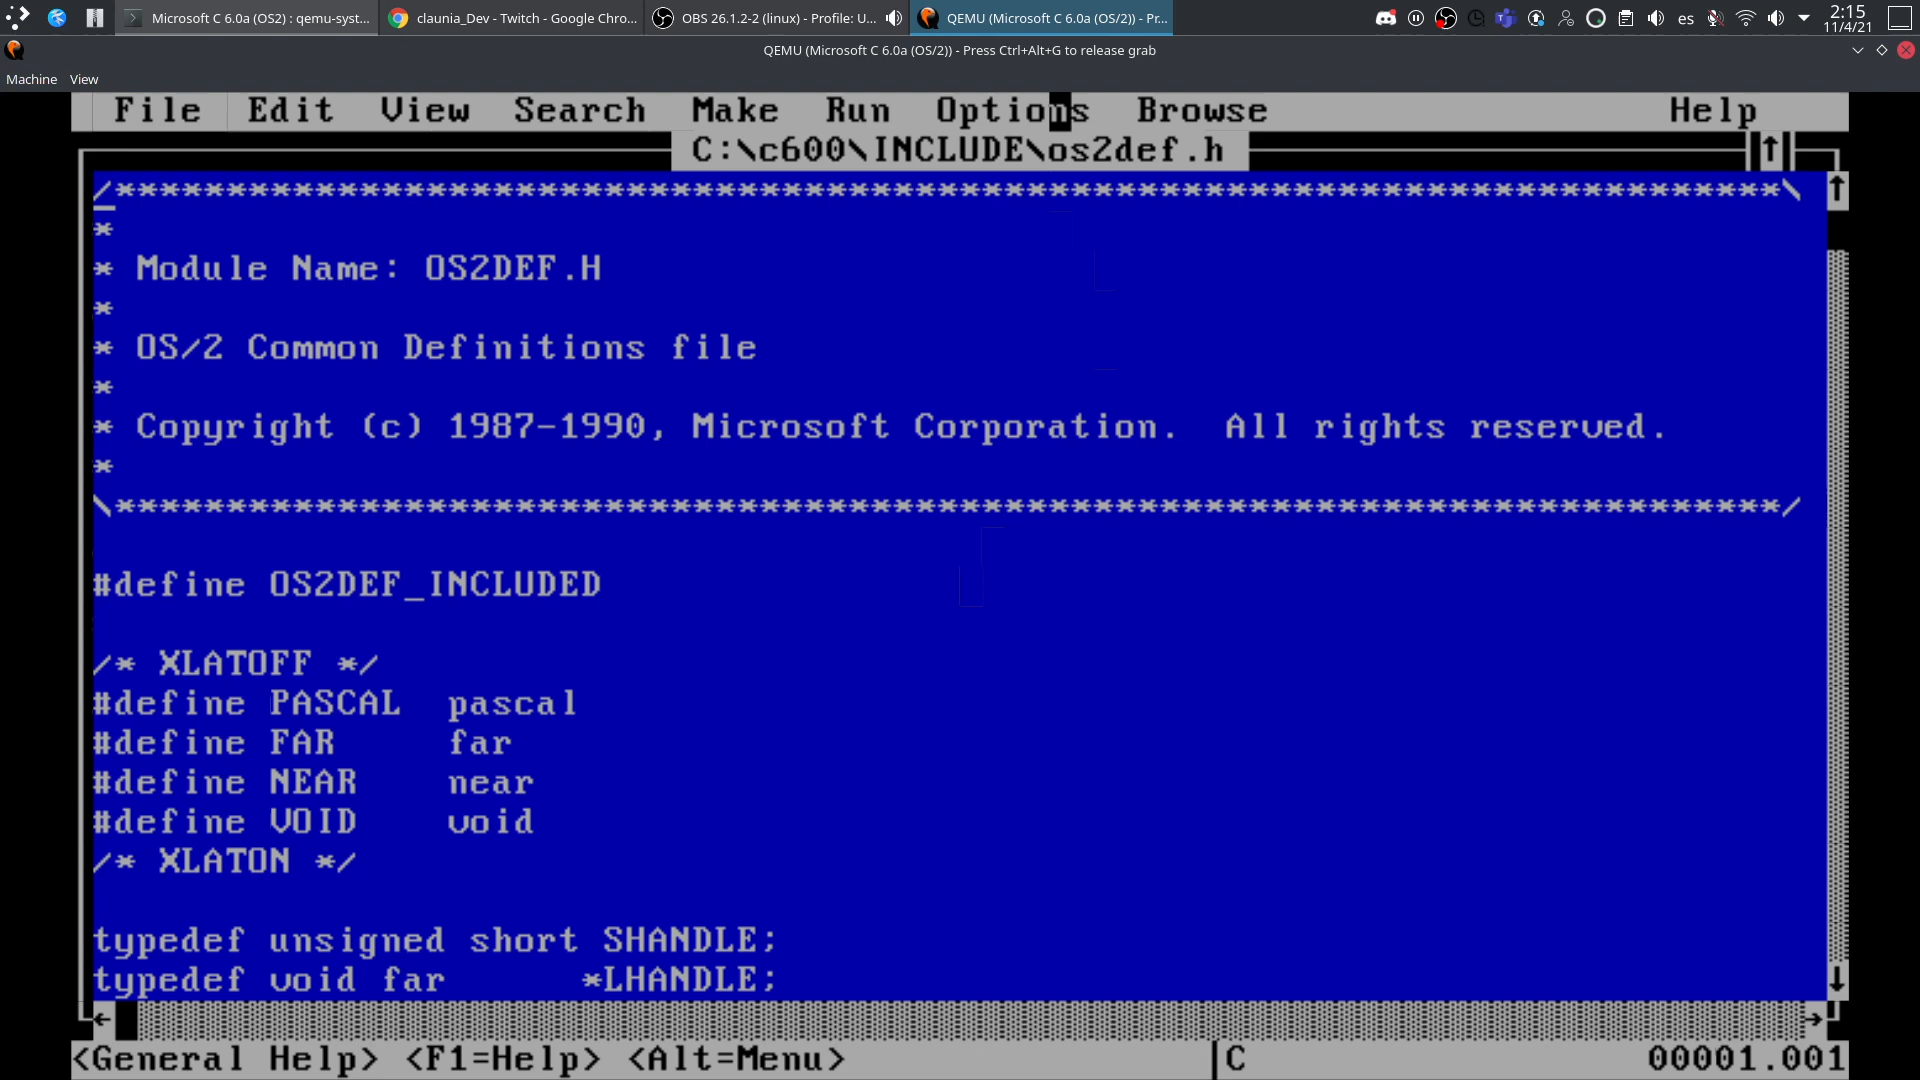 Microsoft C 6.0a (OS2) : qemu-syst...
claunia_Dev - Twitch - Google Chro...
OBS 26.1.2-2 (linux) - Profile: U...
QEMU (Microsoft C 6.0a (OS/2)) - Pr...
es
2:15
11/4/21
QEMU (Microsoft C 6.0a (OS/2)) - Press Ctrl+Alt+G to release grab
Machine View
File Edit View Search Make Run Options Browse Help
C:\c600\INCLUDE\os2def.h
/***************************************************************************\
*
* Module Name: OS2DEF.H
*
* OS/2 Common Definitions file
*
* Copyright (c) 1987-1990, Microsoft Corporation.  All rights reserved.
*
\***************************************************************************/
#define OS2DEF_INCLUDED
/* XLATOFF */
#define PASCAL  pascal
#define FAR     far
#define NEAR    near
#define VOID    void
/* XLATON */
typedef unsigned short SHANDLE;
typedef void far      *LHANDLE;
<General Help> <F1=Help> <Alt=Menu> C 00001.001